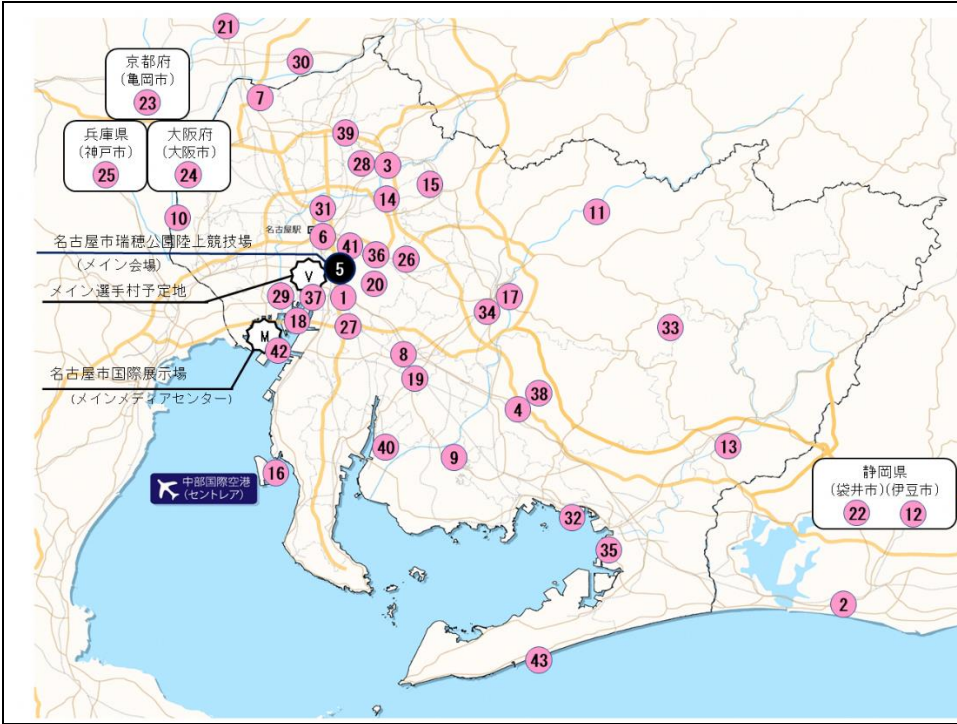 21
京都府
(亀岡市)
23
30
7
兵庫県
(神戸市)
25
大阪府
(大阪市)
24
39
28
3
15
14
10
31
11
名古屋駅
6
名古屋市瑞穂公園陸上競技場
(メイン会場)
41
36
26
5
V
メイン選手村予定地
20
29
37
1
17
34
18
27
33
M
42
8
名古屋市国際展示場
(メインメディアセンター)
19
38
4
40
9
13
16
中部国際空港
(セントレア)
静岡県
(袋井市)(伊豆市)
22
12
32
35
2
43